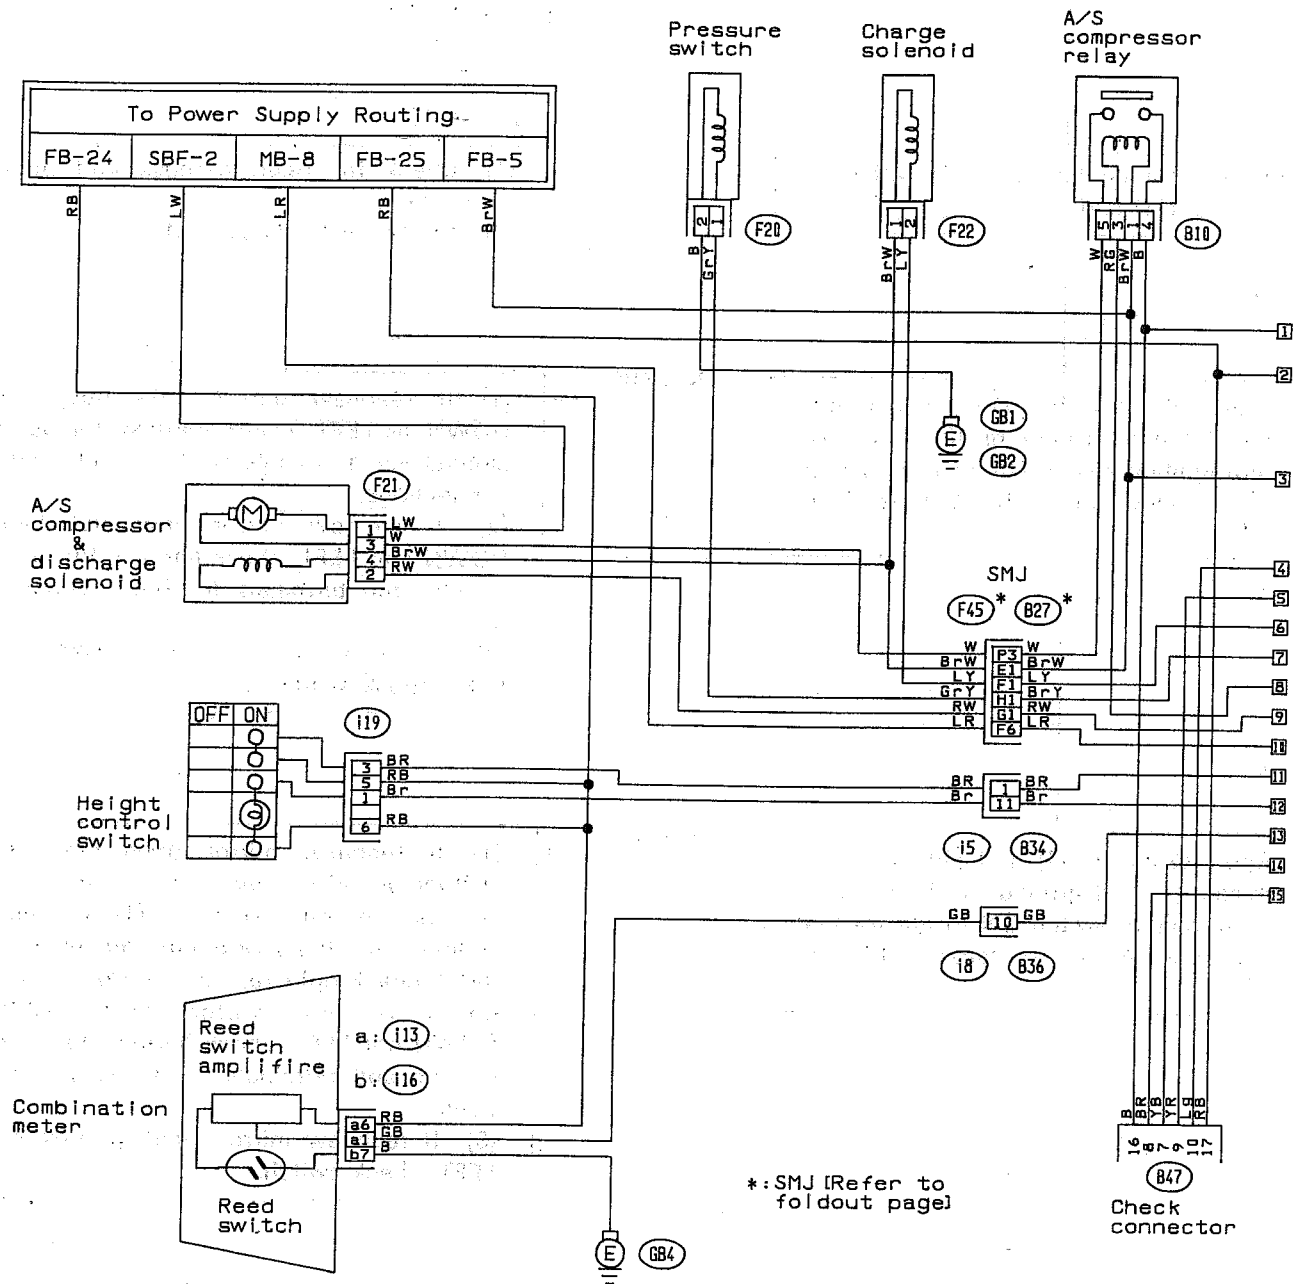 Pressure
switch
Charge
solenoid
A/S
compressor
relay
To Power Supply Routing
FB-24 SBF-2 MB-8 FB-25 FB-5
RB LW LR RB BrW
2 1
F20
B GrY
1 2
F22
BrW LY
5 3 1 4
B10
W RG BrW B
1
2
GB1
E
GB2
3
A/S
compressor
&
discharge
solenoid
M
F21
1 LW
3 W
4 BrW
2 RW
SMJ
F45 * B27 *
W P3 W
BrW E1 BrW
LY F1 LY
GrY H1 BrY
RW G1 RW
LR F6 LR
4
5
6
7
8
9
10
11
12
13
14
15
OFF ON
i19
Height
control
switch
3 BR
5 RB
1 Br
6 RB
BR 1 BR
Br 11 Br
i5 B34
GB 10 GB
i8 B36
Reed
switch
amplifire
a: i13
b: i16
Combination
meter
a6 RB
a1 GB
b7 B
Reed
switch
E GB4
*:SMJ [Refer to
foldout page]
B BR YB YR Lg RB
16 8 7 9 10 17
B47
Check
connector